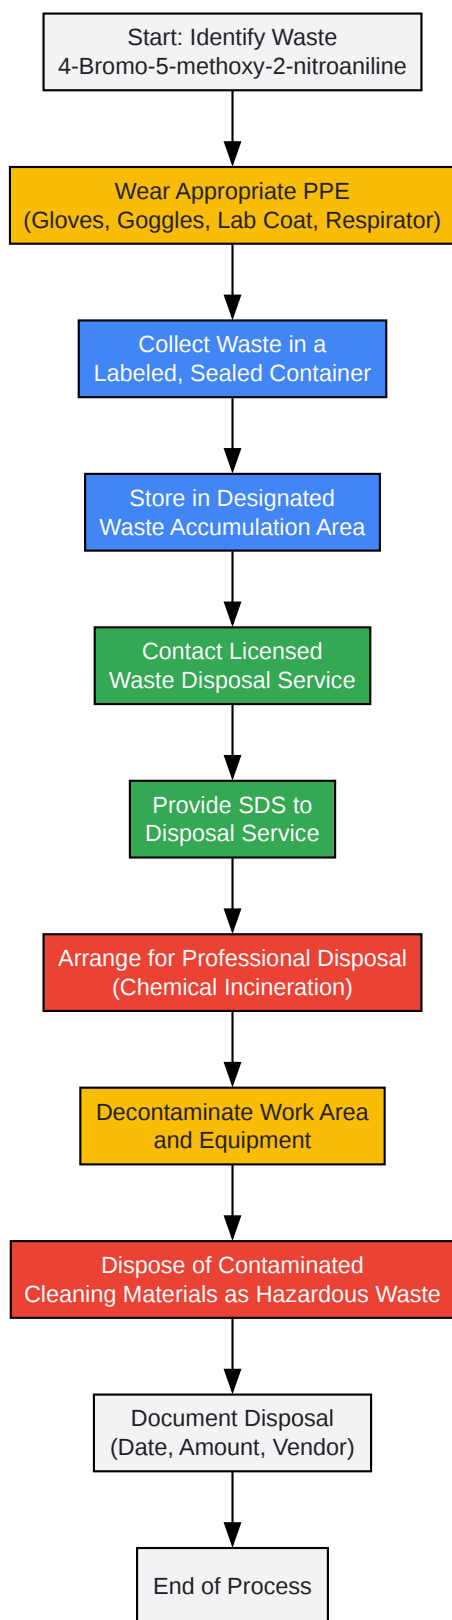 Start: Identify Waste
4-Bromo-5-methoxy-2-nitroaniline
Wear Appropriate PPE
(Gloves, Goggles, Lab Coat, Respirator)
Collect Waste in a
Labeled, Sealed Container
Store in Designated
Waste Accumulation Area
Contact Licensed
Waste Disposal Service
Provide SDS to
Disposal Service
Arrange for Professional Disposal
(Chemical Incineration)
Decontaminate Work Area
and Equipment
Dispose of Contaminated
Cleaning Materials as Hazardous Waste
Document Disposal
(Date, Amount, Vendor)
End of Process